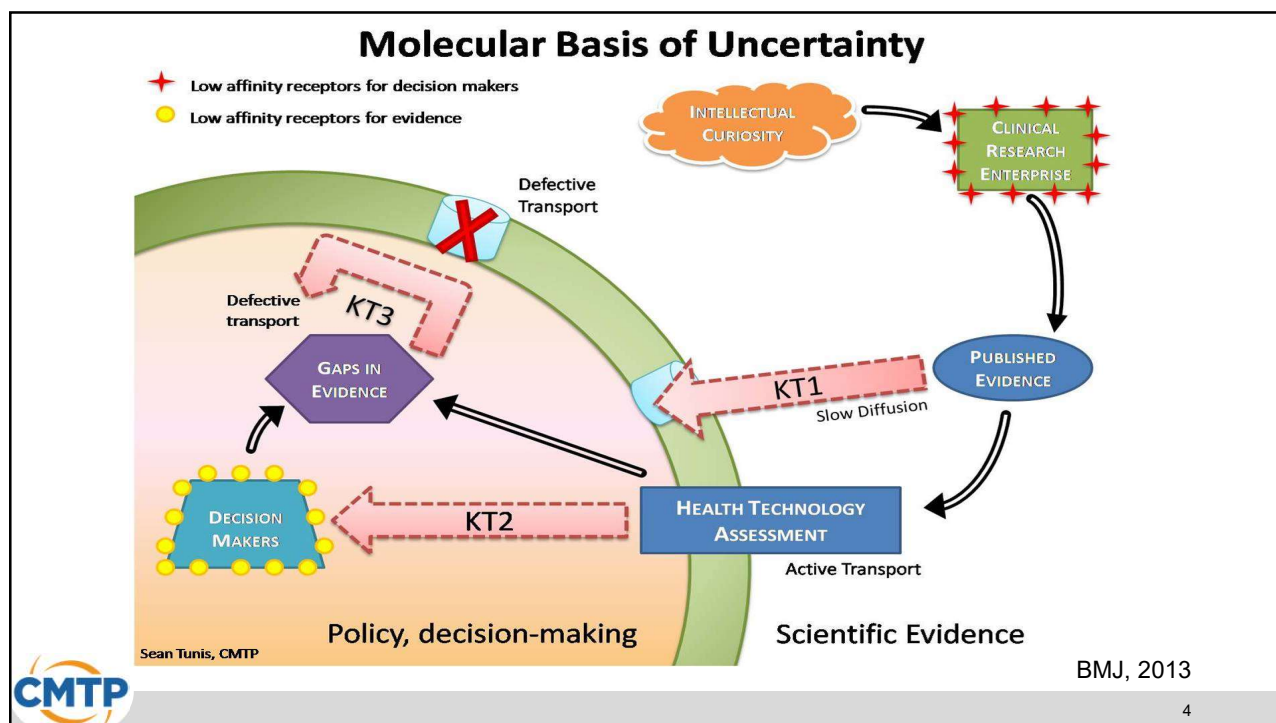 Molecular Basis of Uncertainty
Low affinity receptors for decision makers
Low affinity receptors for evidence
INTELLECTUAL
CURIOSITY
CLINICAL
RESEARCH
ENTERPRISE
Defective
Transport
Defective
transport
KT3
GAPS IN
EVIDENCE
KT1
Slow Diffusion
PUBLISHED
EVIDENCE
DECISION
MAKERS
KT2
HEALTH TECHNOLOGY
ASSESSMENT
Active Transport
Policy, decision-making
Scientific Evidence
Sean Tunis, CMTP
BMJ, 2013
CMTP
4